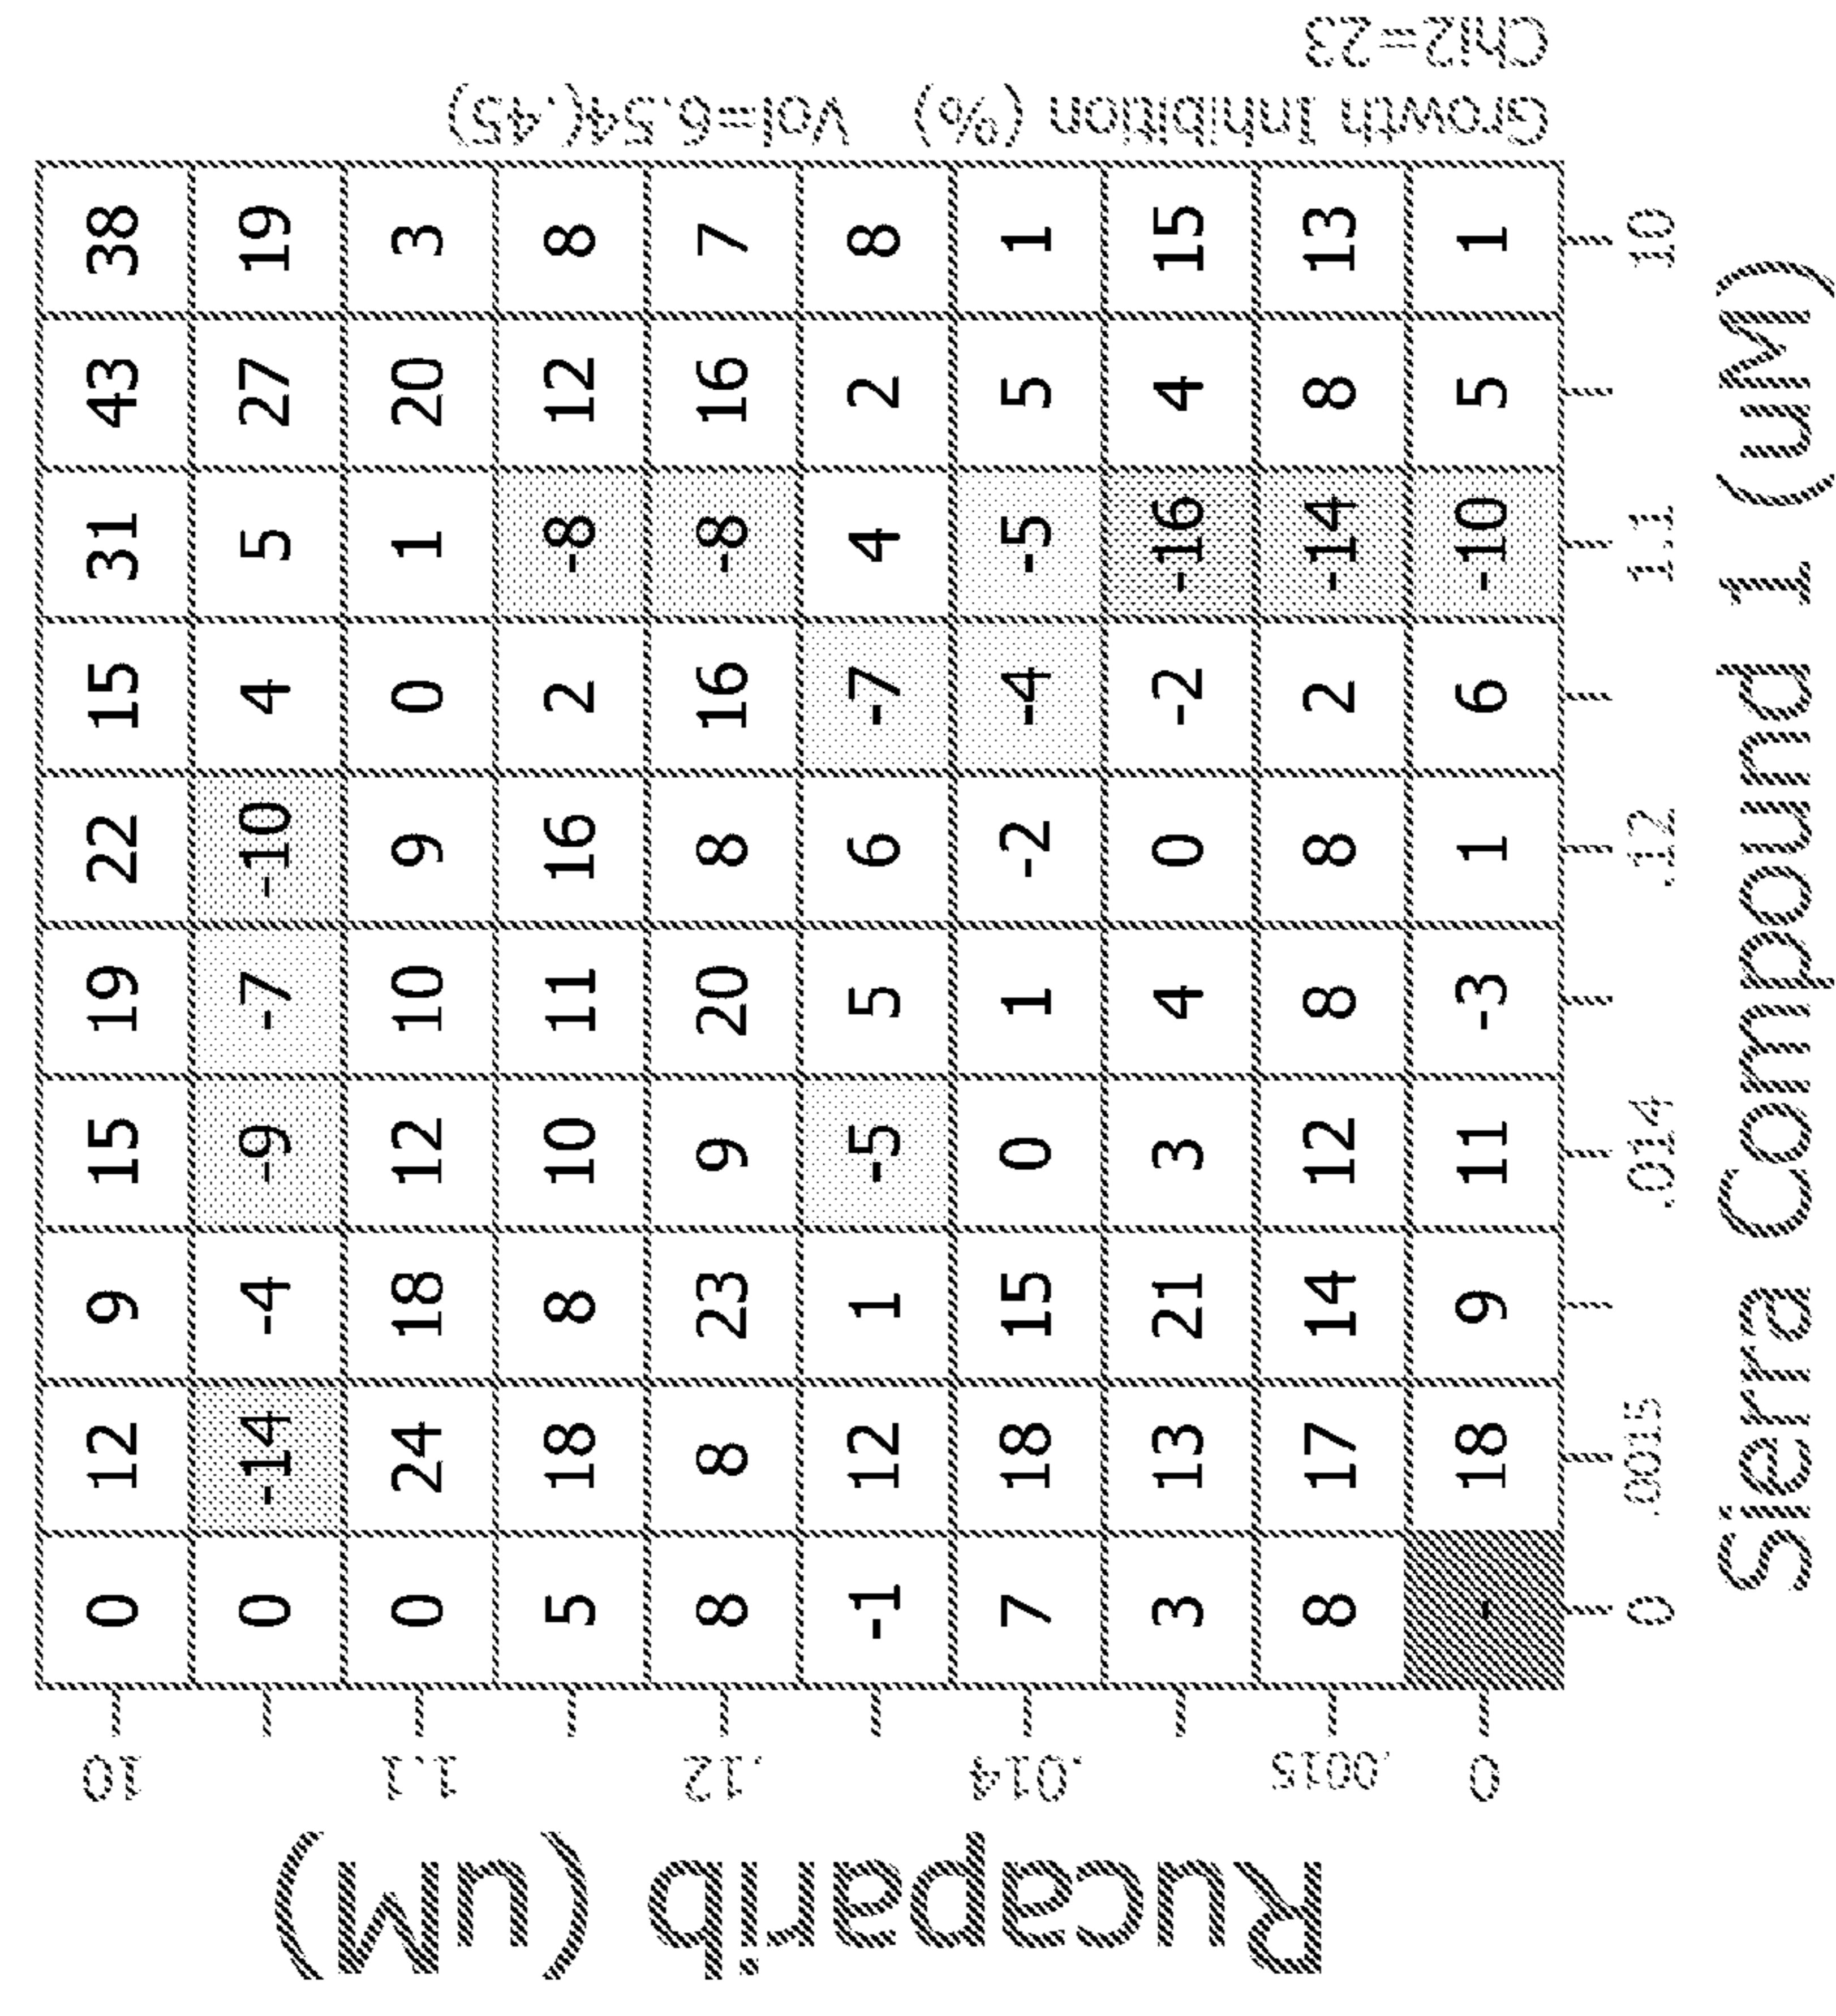 Rucaparib (uM)
10 0 12 9 15 19 22 15 31 43 38
0 -14 -4 -9 -7 -10 4 5 27 19
1.1 0 24 18 12 10 9 0 1 20 3
5 18 8 10 11 16 2 -8 12 8
.12 8 8 23 9 20 8 16 -8 16 7
-1 12 1 -5 5 6 -7 4 2 8
.014 7 18 15 0 1 -2 -4 -5 5 1
3 13 21 3 4 0 -2 -16 4 15
.0015 8 17 14 12 8 8 2 -14 8 13
0 - 18 9 11 -3 1 6 -10 5 1
0 .0015 .014 .12 1.1 10
Sierra Compound 1 (uM)
Growth Inhibition (%) Vol=6.54(.45)
Chi2=23